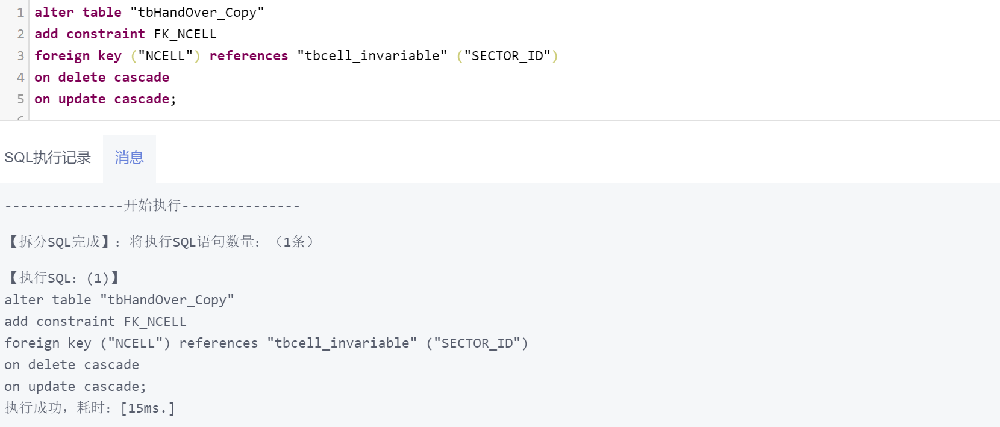 1 alter table "tbHandOver_Copy"
2 add constraint FK_NCELL
3 foreign key ("NCELL") references "tbcell_invariable" ("SECTOR_ID")
4 on delete cascade
5 on update cascade;
6
SQL执行记录 消息
---------------开始执行---------------
【拆分SQL完成】：将执行SQL语句数量：（1条）
【执行SQL：(1)】
alter table "tbHandOver_Copy"
add constraint FK_NCELL
foreign key ("NCELL") references "tbcell_invariable" ("SECTOR_ID")
on delete cascade
on update cascade;
执行成功，耗时：[15ms.]